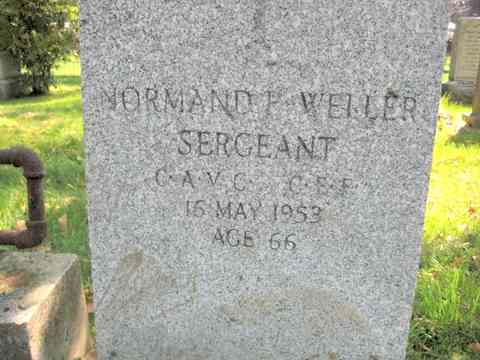 NORMAND F. WELLER
SERGEANT
C·A·V·C· C·E·F·
16 MAY 1953
AGE 66